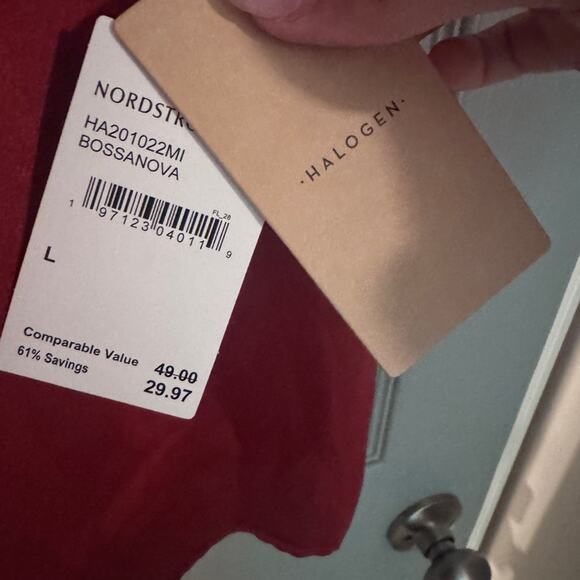 NORDSTR
HA201022MI
BOSSANOVA
FL_28
1 97123 04011 9
L
Comparable Value 49.00
61% Savings 29.97
·HALOGEN·